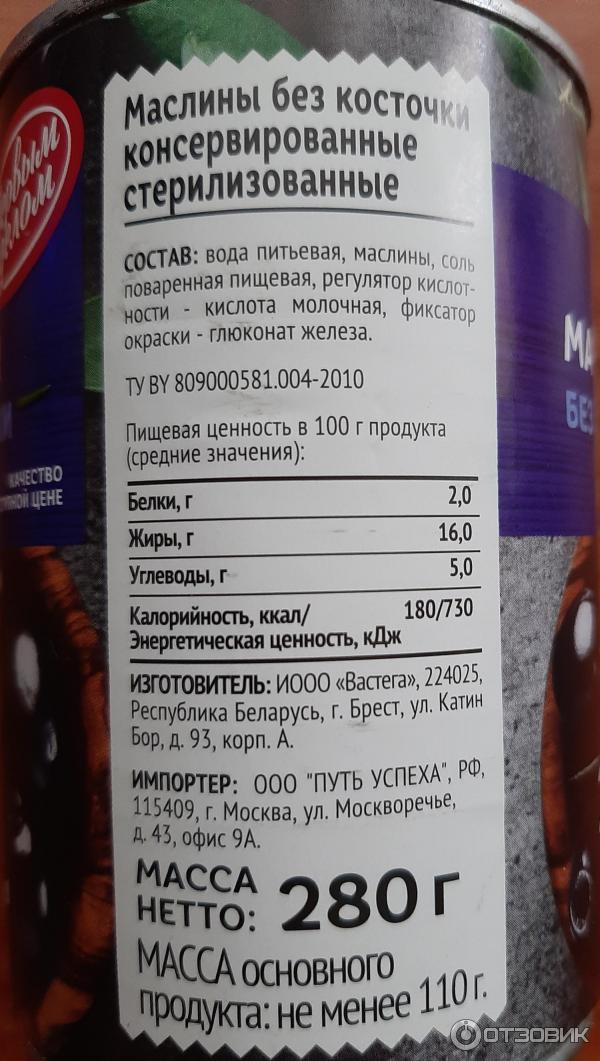 Маслины без косточки
консервированные
стерилизованные
СОСТАВ: вода питьевая, маслины, соль
поваренная пищевая, регулятор кислот-
ности - кислота молочная, фиксатор
окраски - глюконат железа.
ТУ BY 809000581.004-2010
Пищевая ценность в 100 г продукта
(средние значения):
Белки, г 2,0
Жиры, г 16,0
Углеводы, г 5,0
Калорийность, ккал/ 180/730
Энергетическая ценность, кДж
ИЗГОТОВИТЕЛЬ: ИООО «Вастега», 224025,
Республика Беларусь, г. Брест, ул. Катин
Бор, д. 93, корп. А.
ИМПОРТЕР: ООО "ПУТЬ УСПЕХА", РФ,
115409, г. Москва, ул. Москворечье,
д. 43, офис 9А.
МАССА
НЕТТО: 280 г
МАССА основного
продукта: не менее 110 г.
КАЧЕСТВО
ЦЕНЕ
МА
БЕЗ
ОТЗОВИК